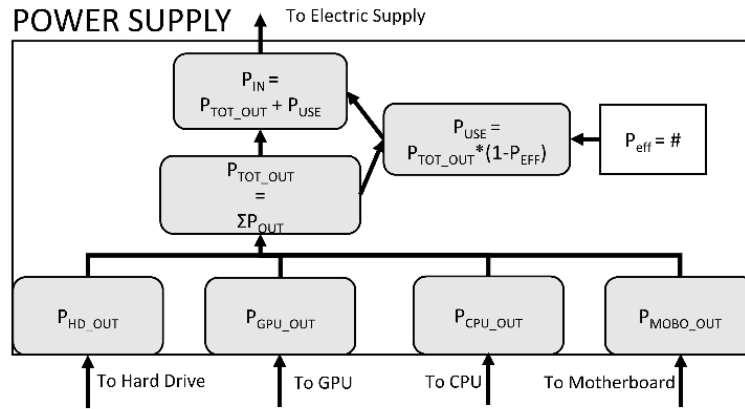 POWER SUPPLY
To Electric Supply
P_IN =
P_TOT_OUT + P_USE
P_USE =
P_TOT_OUT*(1-P_EFF)
P_eff = #
P_TOT_OUT
=
ΣP_OUT
P_HD_OUT
P_GPU_OUT
P_CPU_OUT
P_MOBO_OUT
To Hard Drive
To GPU
To CPU
To Motherboard